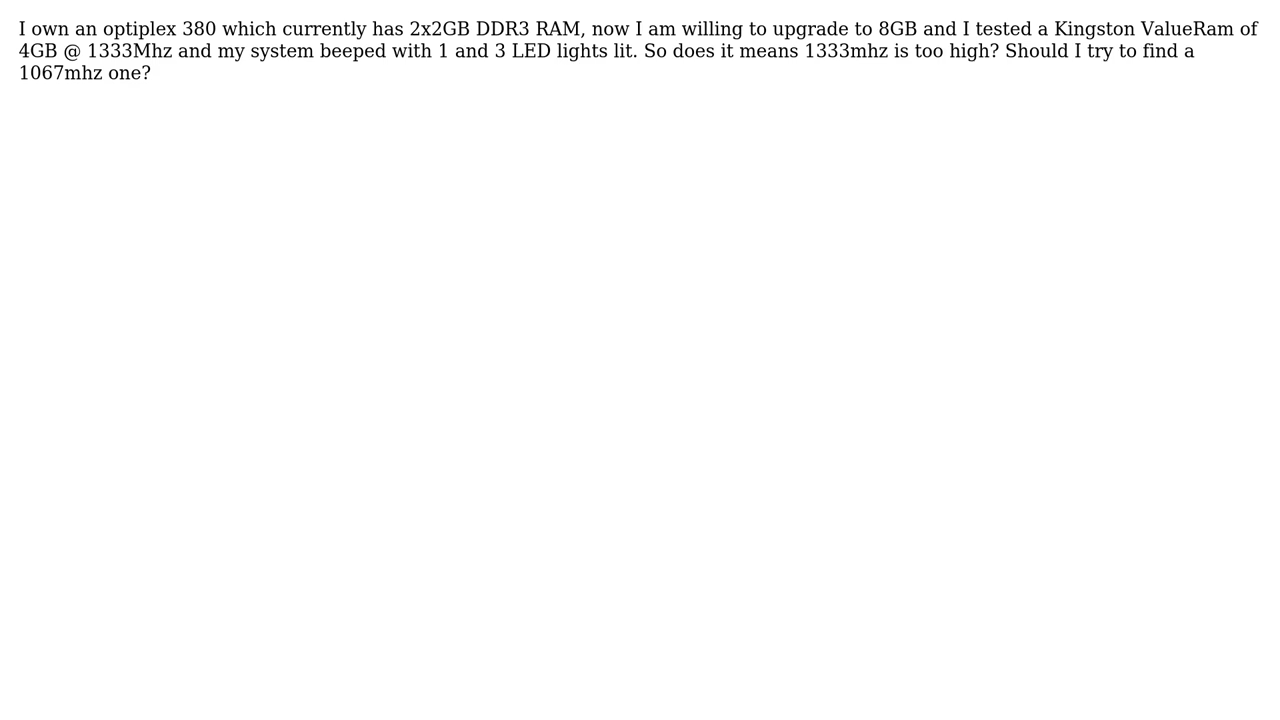 I own an optiplex 380 which currently has 2x2GB DDR3 RAM, now I am willing to upgrade to 8GB and I tested a Kingston ValueRam of
4GB @ 1333Mhz and my system beeped with 1 and 3 LED lights lit. So does it means 1333mhz is too high? Should I try to find a
1067mhz one?